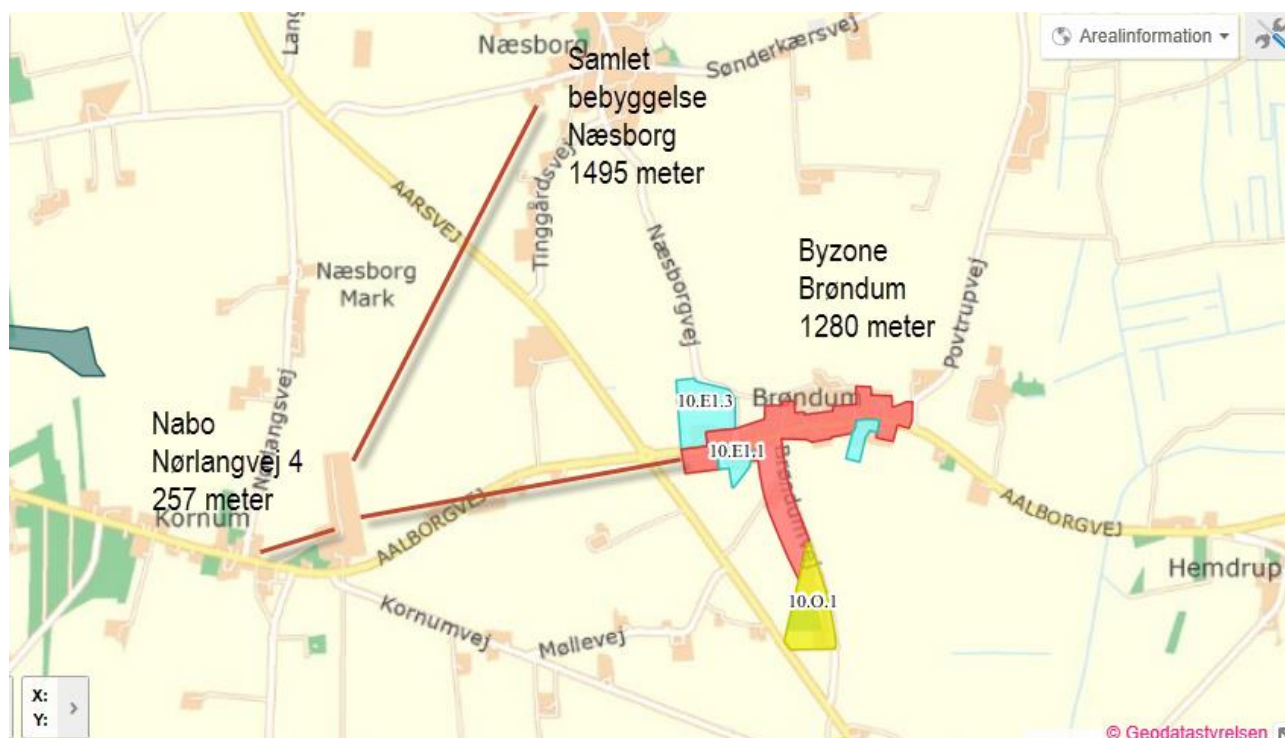 Arealinformation
Lang
Næsborg
Sønderkærsvej
Samlet
bebyggelse
Næsborg
1495 meter
AARSVEJ
Tinggårdsvej
Næsborgvej
Næsborg
Mark
Byzone
Brøndum
1280 meter
Povtrupvej
Nørlangsvej
Brøndum
10.E1.3
10.E1.1
Nabo
Nørlangvej 4
257 meter
Kornum
AALBORGVEJ
AALBORGVEJ
Hemdrup
10.O.1
Kornumvej
Møllevej
X:
Y:
© Geodatastyrelsen